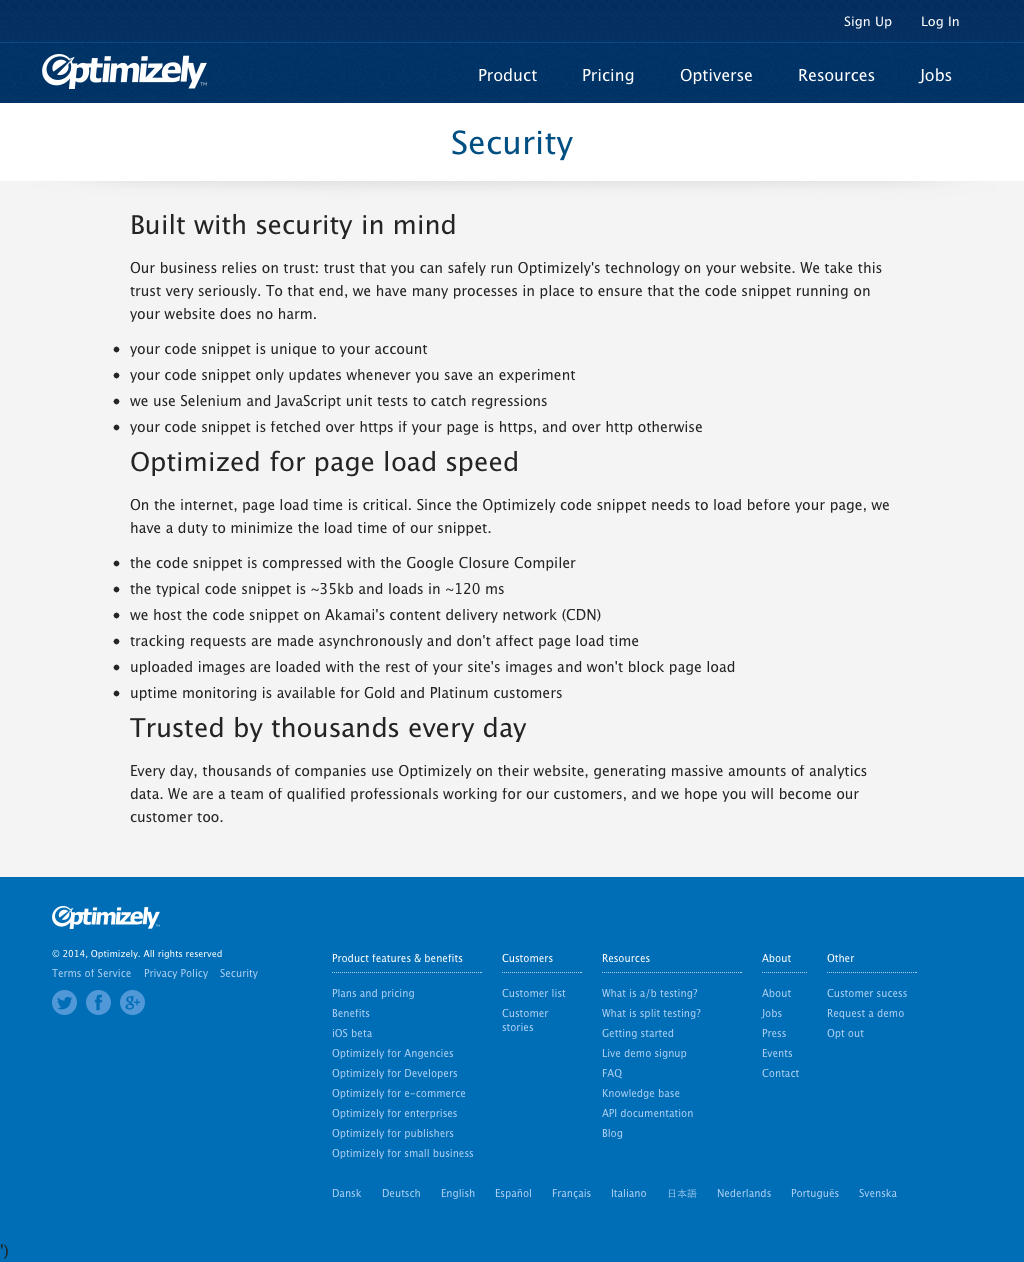 Sign Up Log In
Optimizely™
Product Pricing Optiverse Resources Jobs
Security
Built with security in mind
Our business relies on trust: trust that you can safely run Optimizely's technology on your website. We take this
trust very seriously. To that end, we have many processes in place to ensure that the code snippet running on
your website does no harm.
• your code snippet is unique to your account
• your code snippet only updates whenever you save an experiment
• we use Selenium and JavaScript unit tests to catch regressions
• your code snippet is fetched over https if your page is https, and over http otherwise
Optimized for page load speed
On the internet, page load time is critical. Since the Optimizely code snippet needs to load before your page, we
have a duty to minimize the load time of our snippet.
• the code snippet is compressed with the Google Closure Compiler
• the typical code snippet is ~35kb and loads in ~120 ms
• we host the code snippet on Akamai's content delivery network (CDN)
• tracking requests are made asynchronously and don't affect page load time
• uploaded images are loaded with the rest of your site's images and won't block page load
• uptime monitoring is available for Gold and Platinum customers
Trusted by thousands every day
Every day, thousands of companies use Optimizely on their website, generating massive amounts of analytics
data. We are a team of qualified professionals working for our customers, and we hope you will become our
customer too.
Optimizely™
© 2014, Optimizely. All rights reserved
Terms of Service Privacy Policy Security
Product features & benefits
Plans and pricing
Benefits
iOS beta
Optimizely for Angencies
Optimizely for Developers
Optimizely for e-commerce
Optimizely for enterprises
Optimizely for publishers
Optimizely for small business
Customers
Customer list
Customer
stories
Resources
What is a/b testing?
What is split testing?
Getting started
Live demo signup
FAQ
Knowledge base
API documentation
Blog
About
About
Jobs
Press
Events
Contact
Other
Customer sucess
Request a demo
Opt out
Dansk Deutsch English Español Français Italiano 日本語 Nederlands Português Svenska
')